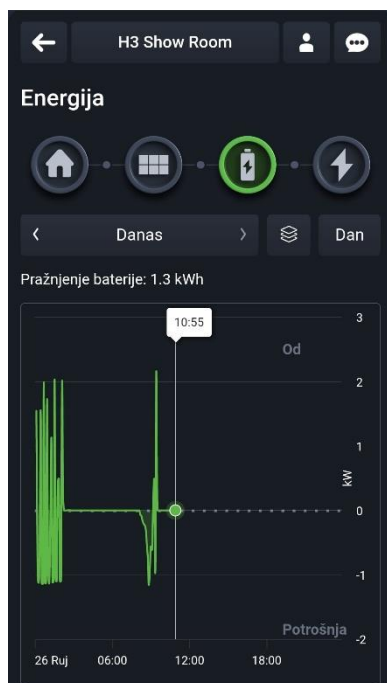 H3 Show Room
Energija
Danas
Dan
Pražnjenje baterije: 1.3 kWh
10:55
3
Od
2
1
kW
0
-1
Potrošnja
-2
26 Ruj 06:00 12:00 18:00